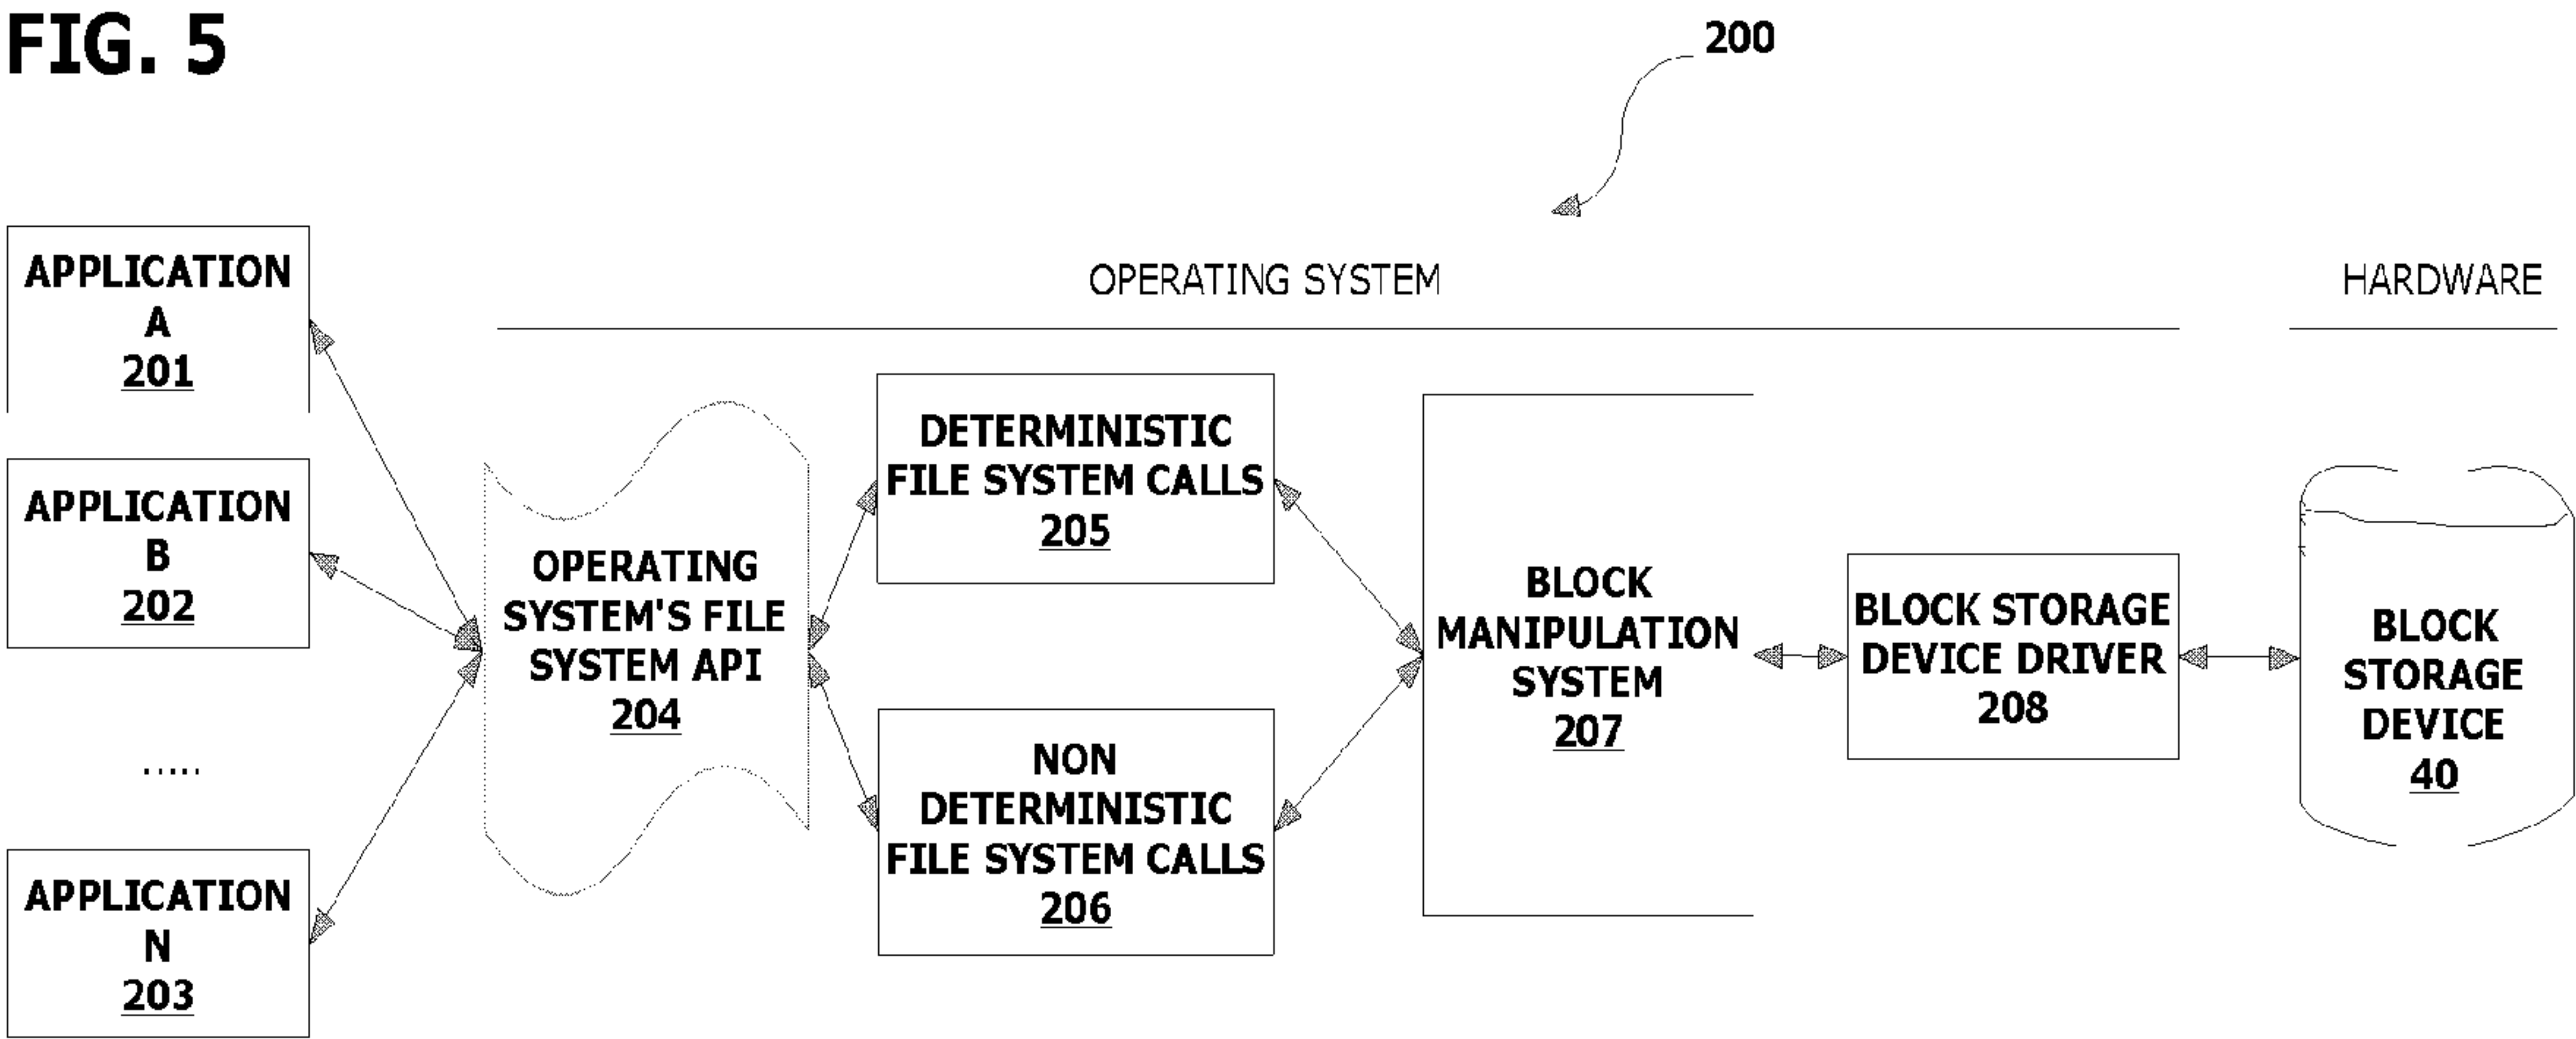 FIG. 5
200
OPERATING SYSTEM
HARDWARE
APPLICATION
A
201
APPLICATION
B
202
.....
APPLICATION
N
203
OPERATING
SYSTEM'S FILE
SYSTEM API
204
DETERMINISTIC
FILE SYSTEM CALLS
205
NON
DETERMINISTIC
FILE SYSTEM CALLS
206
BLOCK
MANIPULATION
SYSTEM
207
BLOCK STORAGE
DEVICE DRIVER
208
BLOCK
STORAGE
DEVICE
40